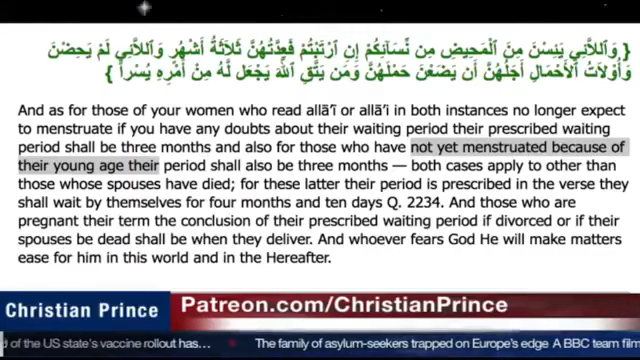 { وَٱللاَّئِي يَئِسْنَ مِنَ ٱلْمَحِيضِ مِن نِّسَآئِكُمْ إِنِ ٱرْتَبْتُمْ فَعِدَّتُهُنَّ ثَلاَثَةُ أَشْهُرٍ وَٱللاَّئِي لَمْ يَحِضْنَ
وَأُوْلاَتُ ٱلأَحْمَالِ أَجَلُهُنَّ أَن يَضَعْنَ حَمْلَهُنَّ وَمَن يَتَّقِ ٱللَّهَ يَجْعَل لَّهُ مِنْ أَمْرِهِ يُسْراً }
And as for those of your women who read allā’ī or allā’i in both instances no longer expect
to menstruate if you have any doubts about their waiting period their prescribed waiting
period shall be three months and also for those who have not yet menstruated because of
their young age their period shall also be three months — both cases apply to other than
those whose spouses have died; for these latter their period is prescribed in the verse they
shall wait by themselves for four months and ten days Q. 2234. And those who are
pregnant their term the conclusion of their prescribed waiting period if divorced or if their
spouses be dead shall be when they deliver. And whoever fears God He will make matters
ease for him in this world and in the Hereafter.
Christian Prince
Patreon.com/ChristianPrince
d of the US state's vaccine rollout has... The family of asylum-seekers trapped on Europe's edge A BBC team film